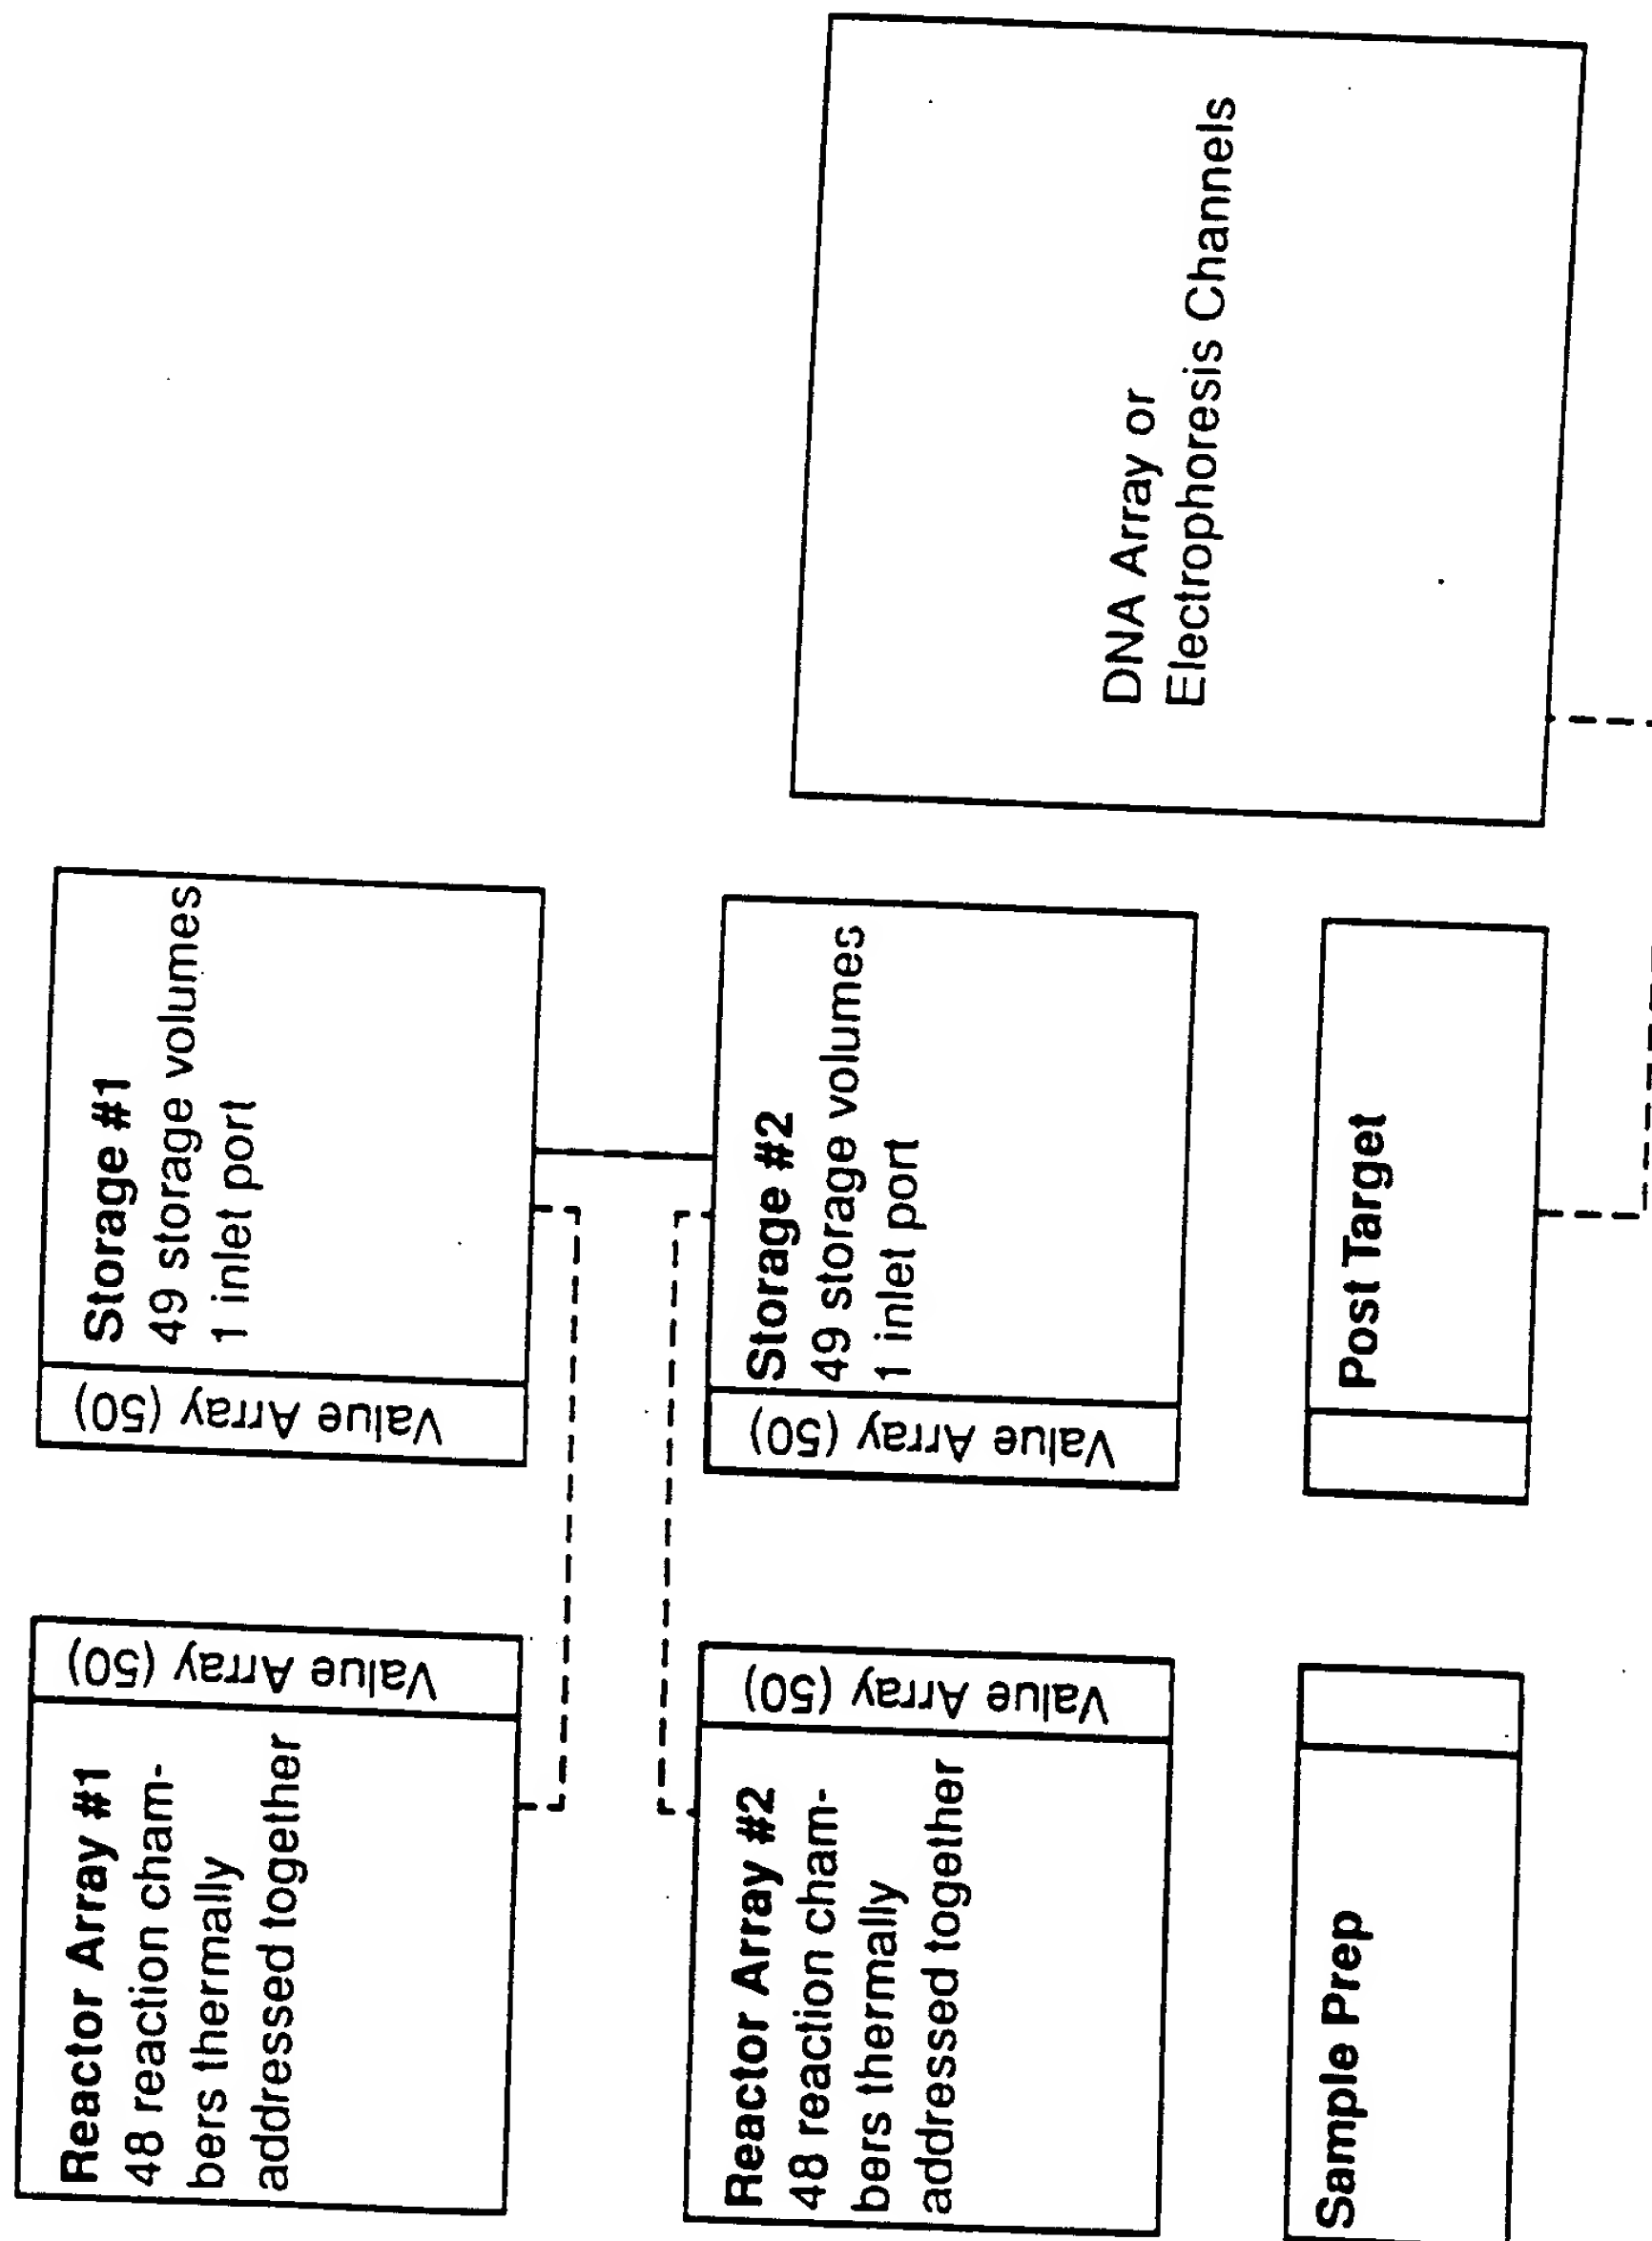 Reactor Array #1
48 reaction cham-
bers thermally
addressed together
Value Array (50)
Value Array (50)
Storage #1
49 storage volumes
1 inlet port
Reactor Array #2
48 reaction cham-
bers thermally
addressed together
Value Array (50)
Value Array (50)
Storage #2
49 storage volumes
1 inlet port
Sample Prep
Post Target
DNA Array or
Electrophoresis Channels